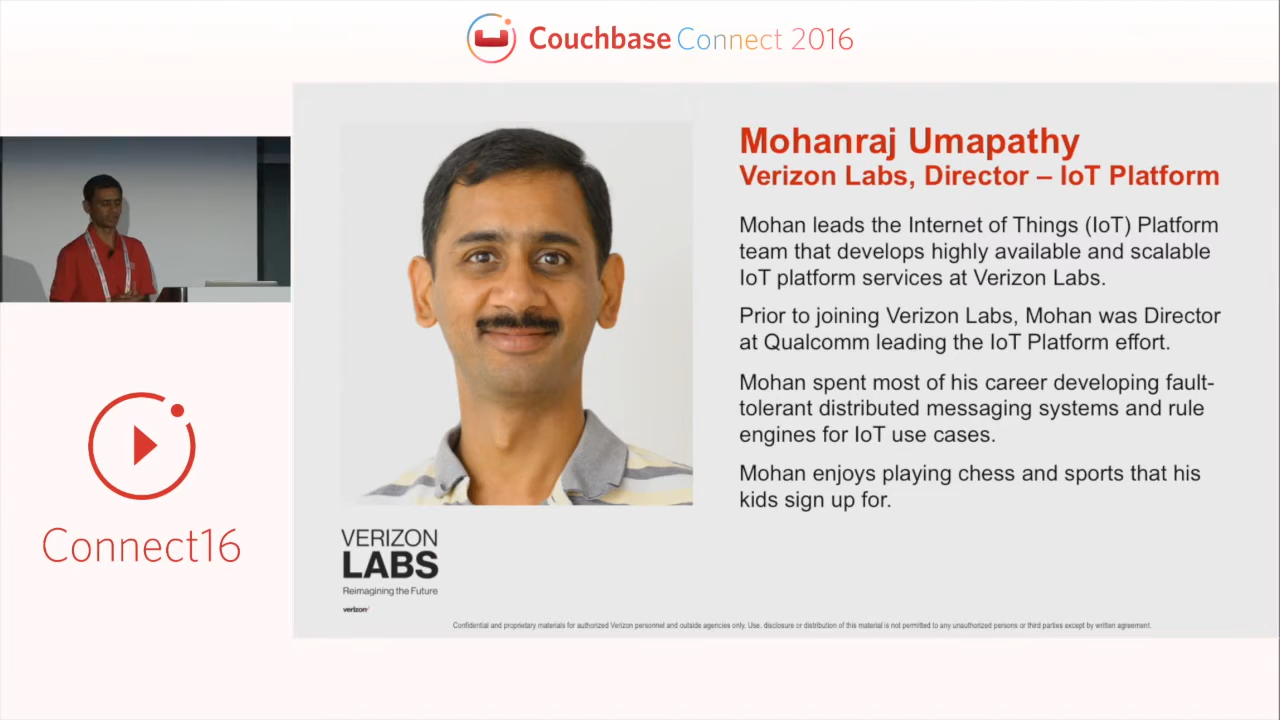 Couchbase Connect 2016
Mohanraj Umapathy
Verizon Labs, Director – IoT Platform
Mohan leads the Internet of Things (IoT) Platform
team that develops highly available and scalable
IoT platform services at Verizon Labs.
Prior to joining Verizon Labs, Mohan was Director
at Qualcomm leading the IoT Platform effort.
Mohan spent most of his career developing fault-
tolerant distributed messaging systems and rule
engines for IoT use cases.
Mohan enjoys playing chess and sports that his
kids sign up for.
Connect16
VERIZON
LABS
Reimagining the Future
verizon
Confidential and proprietary materials for authorized Verizon personnel and outside agencies only. Use, disclosure or distribution of this material is not permitted to any unauthorized persons or third parties except by written agreement.